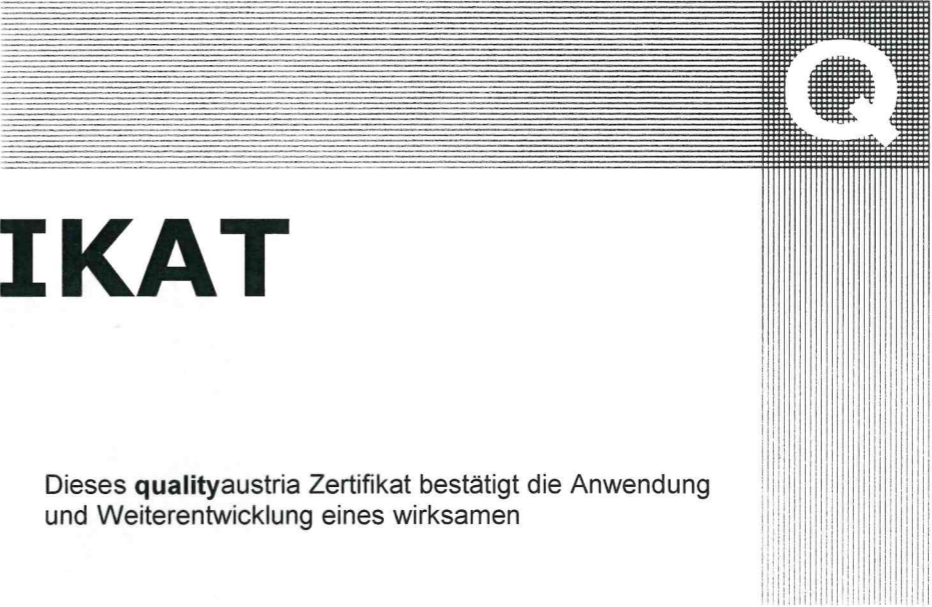 Q
IKAT
Dieses qualityaustria Zertifikat bestätigt die Anwendung
und Weiterentwicklung eines wirksamen